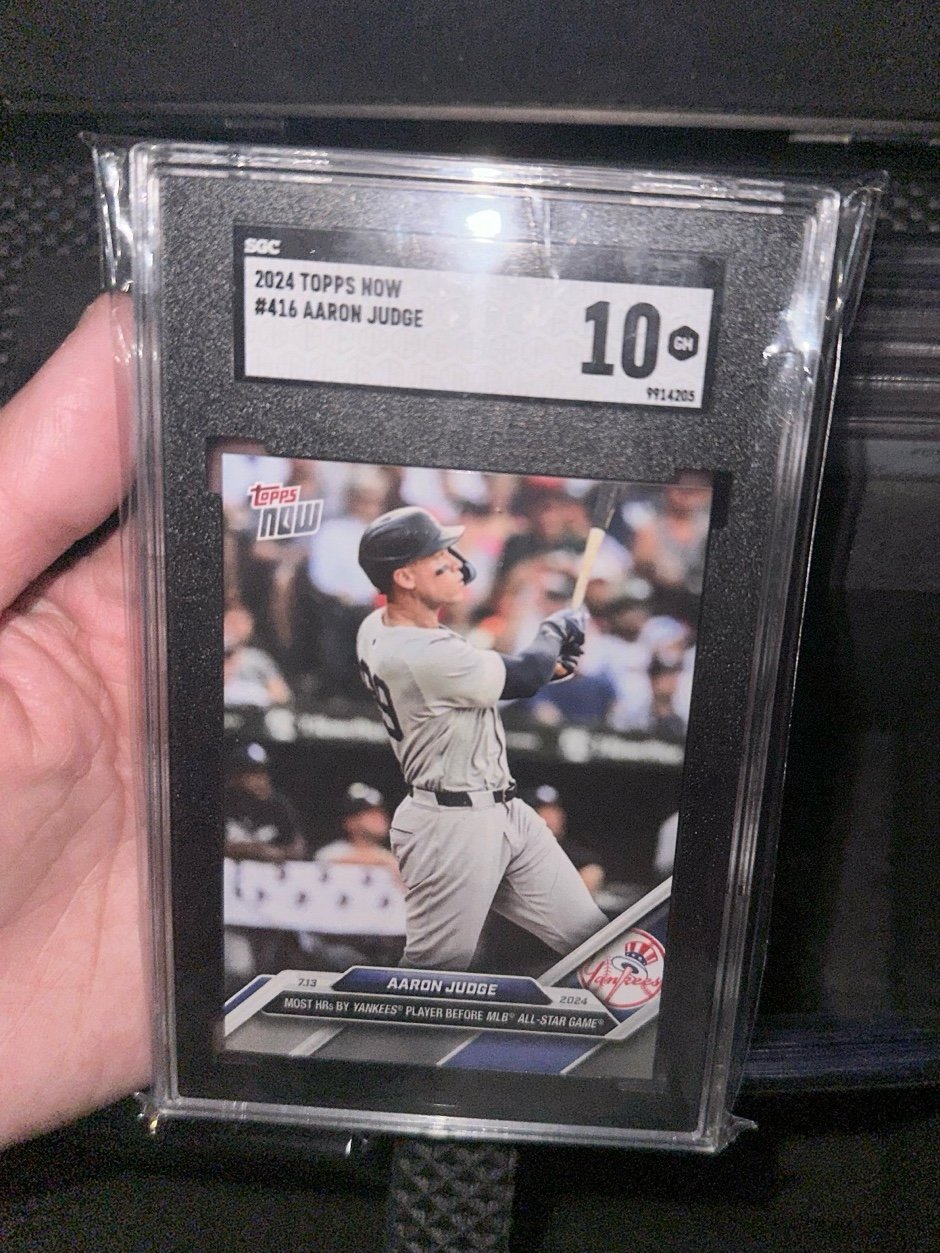 SGC
2024 TOPPS NOW
#416 AARON JUDGE
10
GM
9914205
TOPPS
NOW
99
7.13
AARON JUDGE
2024
MOST HRs BY YANKEES® PLAYER BEFORE MLB® ALL-STAR GAME®
Yankees